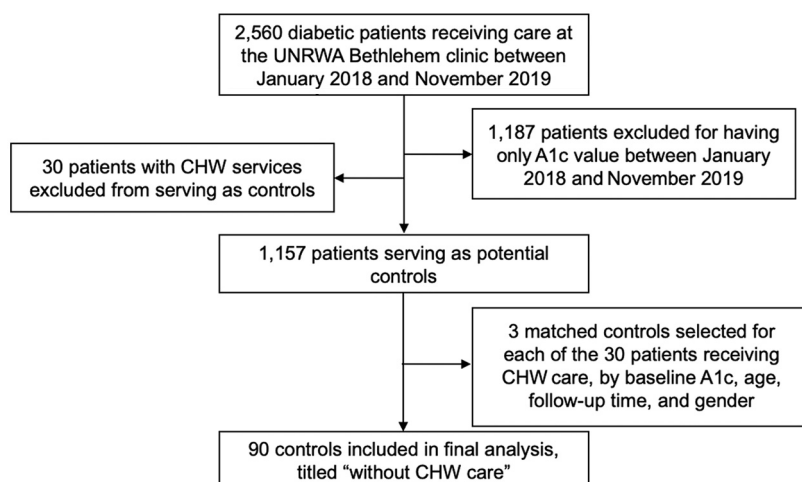 2,560 diabetic patients receiving care at
the UNRWA Bethlehem clinic between
January 2018 and November 2019
1,187 patients excluded for having
only A1c value between January
2018 and November 2019
30 patients with CHW services
excluded from serving as controls
1,157 patients serving as potential
controls
3 matched controls selected for
each of the 30 patients receiving
CHW care, by baseline A1c, age,
follow-up time, and gender
90 controls included in final analysis,
titled “without CHW care”